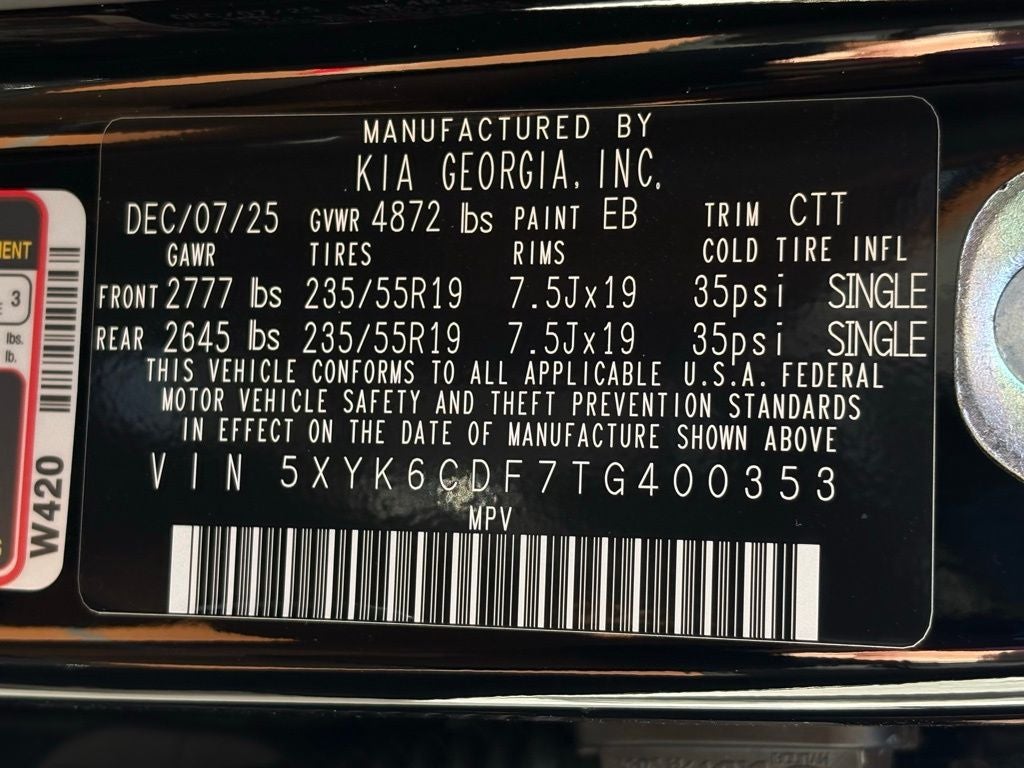 MANUFACTURED BY
KIA GEORGIA, INC.
DEC/07/25 GVWR 4872 lbs PAINT EB TRIM CTT
GAWR TIRES RIMS COLD TIRE INFL
FRONT 2777 lbs 235/55R19 7.5Jx19 35psi SINGLE
REAR 2645 lbs 235/55R19 7.5Jx19 35psi SINGLE
THIS VEHICLE CONFORMS TO ALL APPLICABLE U.S.A. FEDERAL
MOTOR VEHICLE SAFETY AND THEFT PREVENTION STANDARDS
IN EFFECT ON THE DATE OF MANUFACTURE SHOWN ABOVE
VIN 5XYK6CDF7TG400353
MPV
3
lbs.
lb.
W420